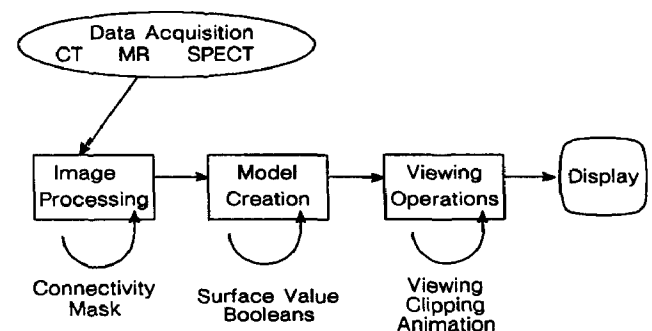 Data Acquisition
CT MR SPECT
Image
Processing
Model
Creation
Viewing
Operations
Display
Connectivity
Mask
Surface Value
Booleans
Viewing
Clipping
Animation